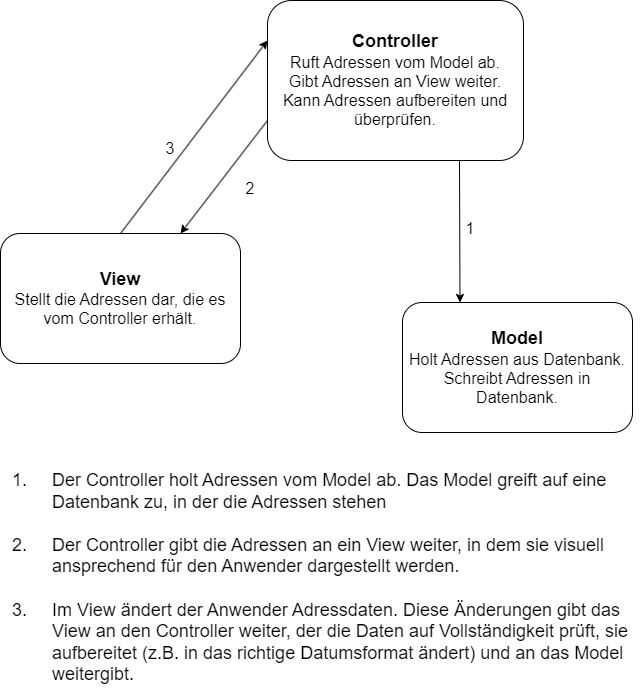 Controller
Ruft Adressen vom Model ab.
Gibt Adressen an View weiter.
Kann Adressen aufbereiten und
überprüfen.
3
2
1
View
Stellt die Adressen dar, die es
vom Controller erhält.
Model
Holt Adressen aus Datenbank.
Schreibt Adressen in
Datenbank.
1. Der Controller holt Adressen vom Model ab. Das Model greift auf eine
Datenbank zu, in der die Adressen stehen
2. Der Controller gibt die Adressen an ein View weiter, in dem sie visuell
ansprechend für den Anwender dargestellt werden.
3. Im View ändert der Anwender Adressdaten. Diese Änderungen gibt das
View an den Controller weiter, der die Daten auf Vollständigkeit prüft, sie
aufbereitet (z.B. in das richtige Datumsformat ändert) und an das Model
weitergibt.